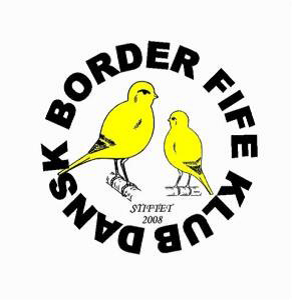 DANSK BORDER FIFE KLUB
STIFTET
2008